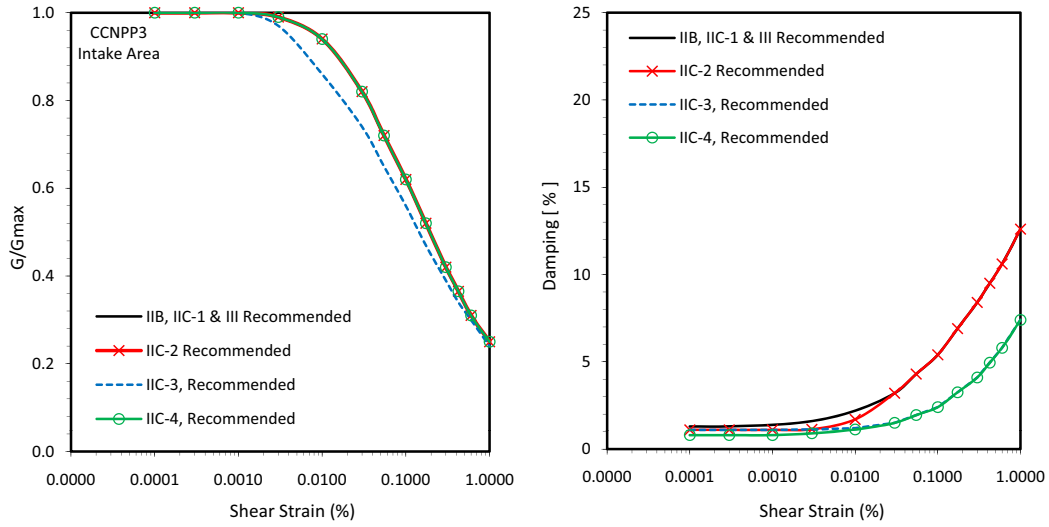 CCNPP3
Intake Area
1.0
0.8
0.6
0.4
0.2
0.0
G/Gmax
IIB, IIC-1 & III Recommended
IIC-2 Recommended
IIC-3, Recommended
IIC-4, Recommended
0.0000 0.0001 0.0010 0.0100 0.1000 1.0000
Shear Strain (%)
25
20
15
10
5
0
Damping [ % ]
IIB, IIC-1 & III Recommended
IIC-2 Recommended
IIC-3, Recommended
IIC-4, Recommended
0.0000 0.0001 0.0010 0.0100 0.1000 1.0000
Shear Strain (%)